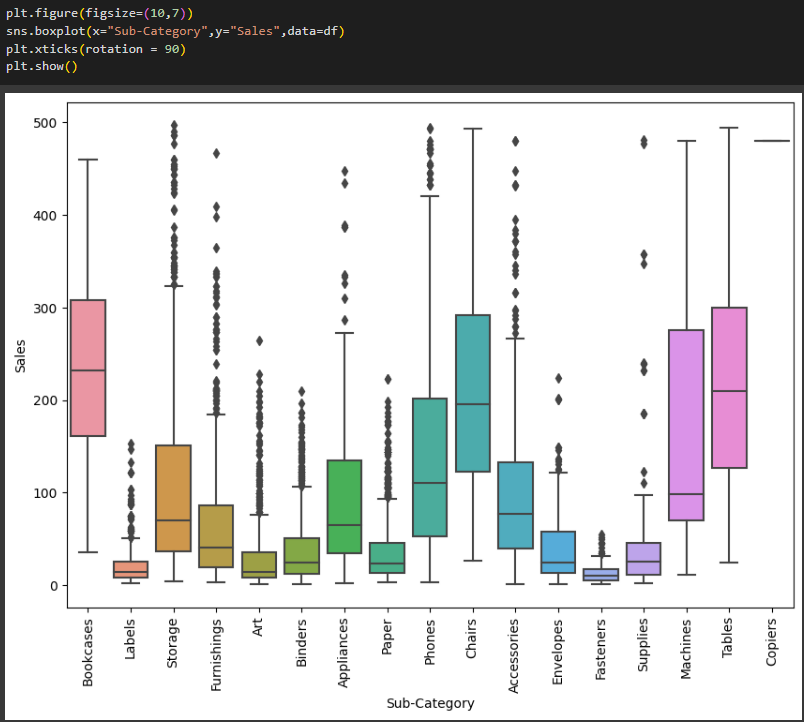 plt.figure(figsize=(10,7))
sns.boxplot(x="Sub-Category",y="Sales",data=df)
plt.xticks(rotation = 90)
plt.show()
500
400
300
200
100
0
Sales
Bookcases
Labels
Storage
Furnishings
Art
Binders
Appliances
Paper
Phones
Chairs
Accessories
Envelopes
Fasteners
Supplies
Machines
Tables
Copiers
Sub-Category